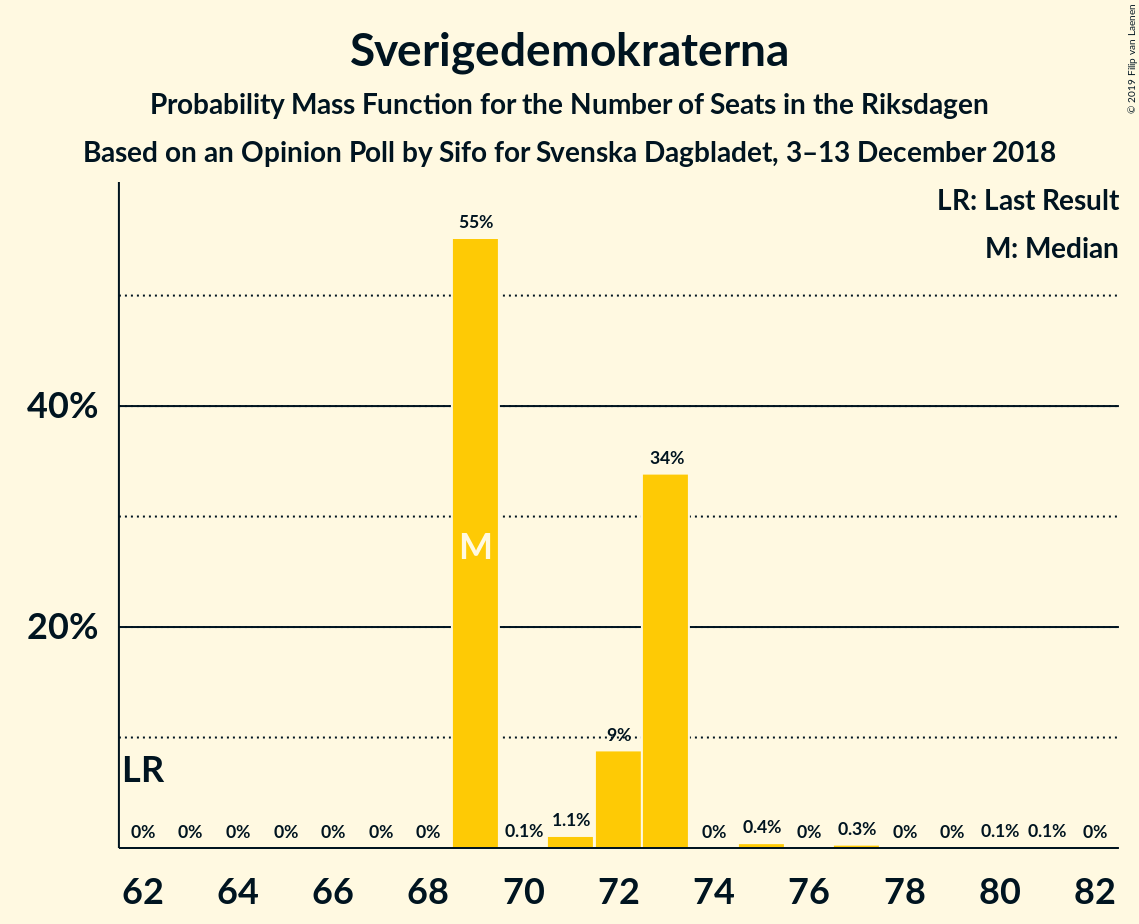 Sverigedemokraterna
Probability Mass Function for the Number of Seats in the Riksdagen
Based on an Opinion Poll by Sifo for Svenska Dagbladet, 3–13 December 2018
© 2019 Filip van Laenen
LR: Last Result
M: Median
55%
40%
34%
M
20%
9%
LR
0% 0% 0% 0% 0% 0% 0% 0.1% 1.1% 0% 0.4% 0% 0.3% 0% 0% 0.1% 0.1% 0%
62 64 66 68 70 72 74 76 78 80 82